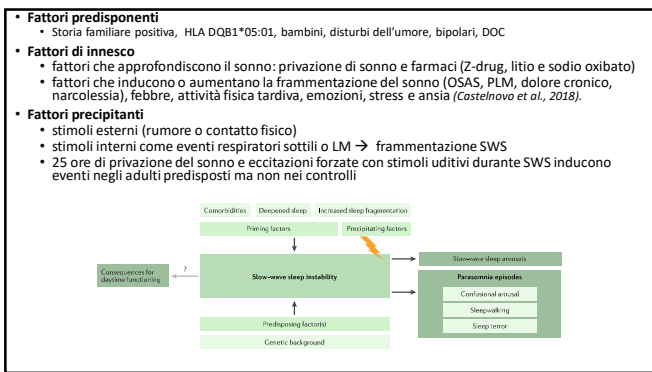 • Fattori predisponenti
• Storia familiare positiva, HLA DQB1*05:01, bambini, disturbi dell'umore, bipolari, DOC
• Fattori di innesco
• fattori che approfondiscono il sonno: privazione di sonno e farmaci (Z-drug, litio e sodio oxibato)
• fattori che inducono o aumentano la frammentazione del sonno (OSAS, PLM, dolore cronico,
narcolessia), febbre, attività fisica tardiva, emozioni, stress e ansia (Castelnovo et al., 2018).
• Fattori precipitanti
• stimoli esterni (rumore o contatto fisico)
• stimoli interni come eventi respiratori sottili o LM → frammentazione SWS
• 25 ore di privazione del sonno e eccitazioni forzate con stimoli uditivi durante SWS inducono
eventi negli adulti predisposti ma non nei controlli
Comorbidities
Deepened sleep
Increased sleep fragmentation
Priming factors
Precipitating factors
Consequences for
daytime functioning
?
Slow-wave sleep instability
Slow-wave sleep arousals
Parasomnia episodes
Confusional arousal
Sleepwalking
Sleep terror
Predisposing factor(s)
Genetic background